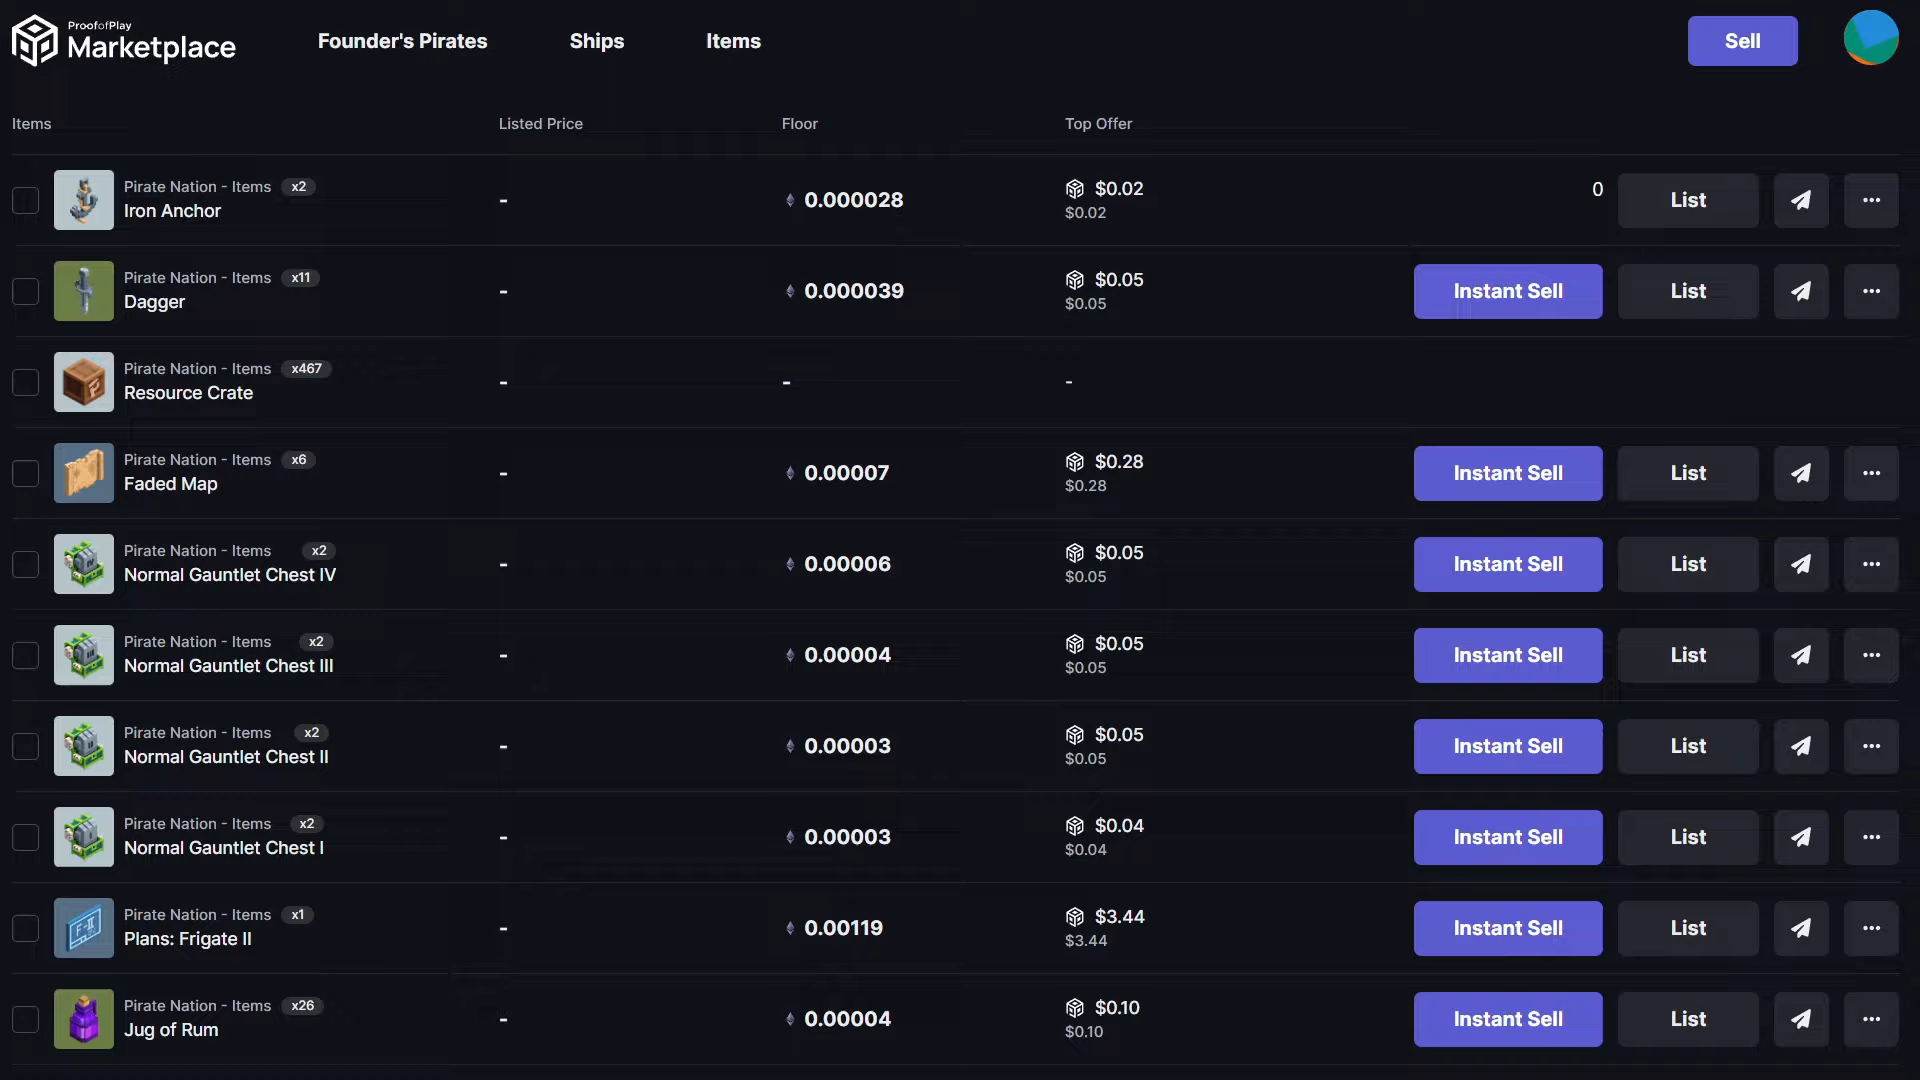 ProofofPlay
Marketplace
Founder's Pirates
Ships
Items
Sell
Items
Listed Price
Floor
Top Offer
Pirate Nation - Items x2
Iron Anchor
-
0.000028
$0.02
$0.02
0
List
Pirate Nation - Items x11
Dagger
-
0.000039
$0.05
$0.05
Instant Sell
List
Pirate Nation - Items x467
Resource Crate
-
-
-
Pirate Nation - Items x6
Faded Map
-
0.00007
$0.28
$0.28
Instant Sell
List
Pirate Nation - Items x2
Normal Gauntlet Chest IV
-
0.00006
$0.05
$0.05
Instant Sell
List
Pirate Nation - Items x2
Normal Gauntlet Chest III
-
0.00004
$0.05
$0.05
Instant Sell
List
Pirate Nation - Items x2
Normal Gauntlet Chest II
-
0.00003
$0.05
$0.05
Instant Sell
List
Pirate Nation - Items x2
Normal Gauntlet Chest I
-
0.00003
$0.04
$0.04
Instant Sell
List
Pirate Nation - Items x1
Plans: Frigate II
-
0.00119
$3.44
$3.44
Instant Sell
List
Pirate Nation - Items x26
Jug of Rum
-
0.00004
$0.10
$0.10
Instant Sell
List